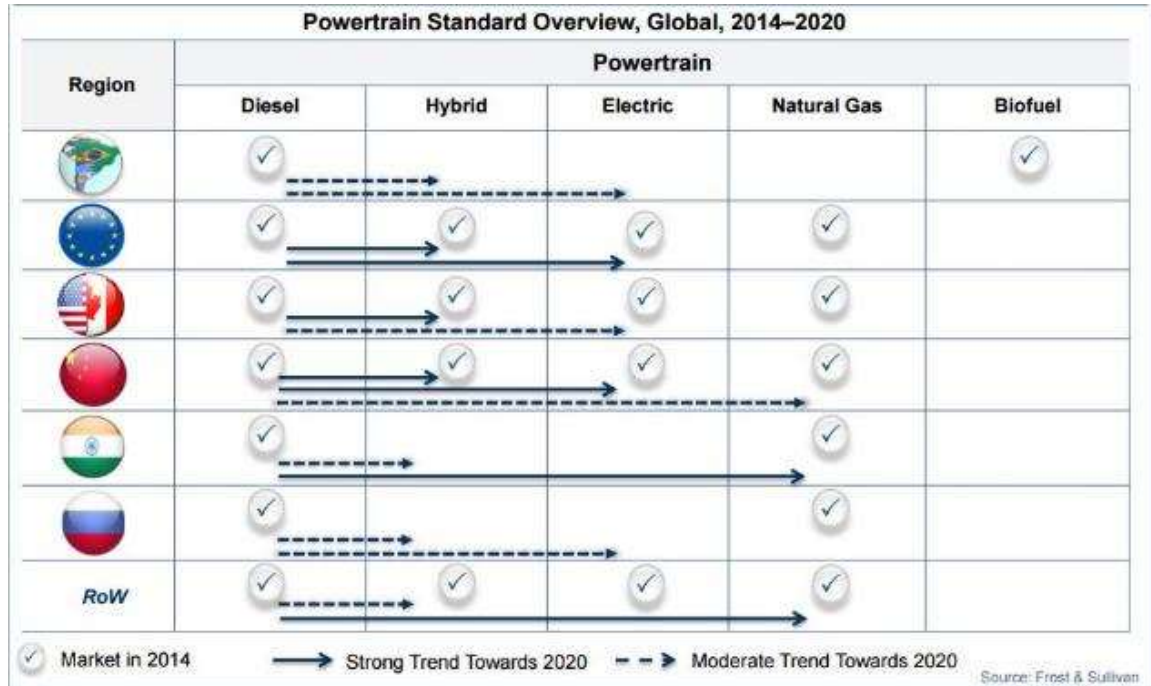 Powertrain Standard Overview, Global, 2014–2020
Region
Powertrain
Diesel
Hybrid
Electric
Natural Gas
Biofuel
RoW
Market in 2014
Strong Trend Towards 2020
Moderate Trend Towards 2020
Source: Frost & Sullivan